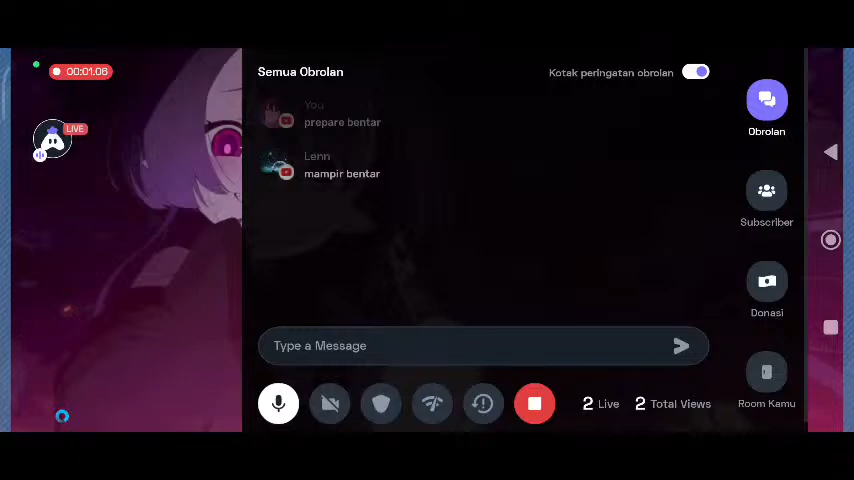 00:01.06
Semua Obrolan
Kotak peringatan obrolan
LIVE
You
prepare bentar
Lenn
mampir bentar
Obrolan
Subscriber
Donasi
Type a Message
2 Live
2 Total Views
Room Kamu